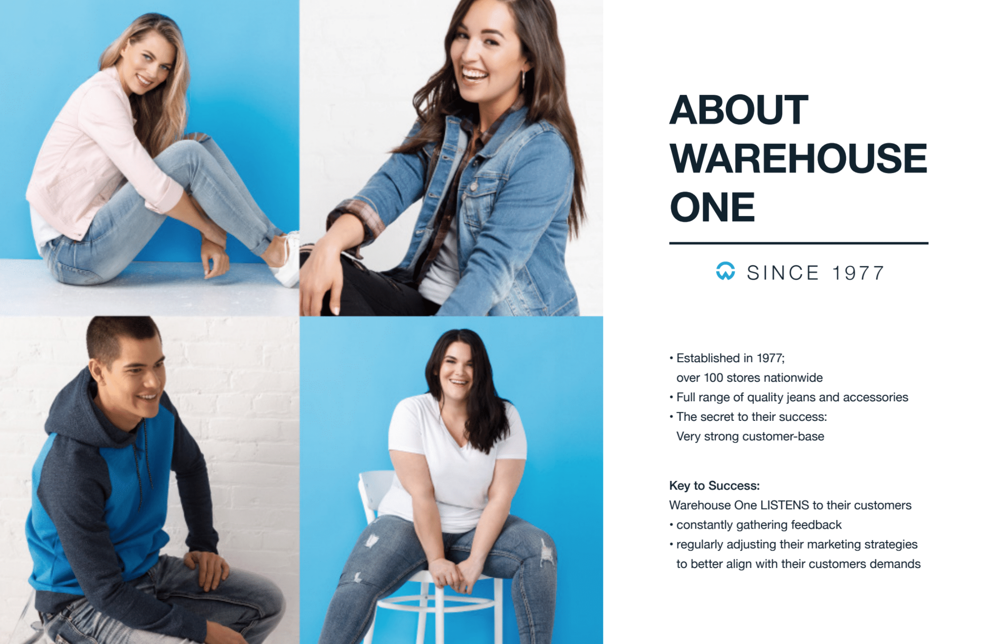 ABOUT
WAREHOUSE
ONE
SINCE 1977
• Established in 1977;
over 100 stores nationwide
• Full range of quality jeans and accessories
• The secret to their success:
Very strong customer-base
Key to Success:
Warehouse One LISTENS to their customers
• constantly gathering feedback
• regularly adjusting their marketing strategies
to better align with their customers demands